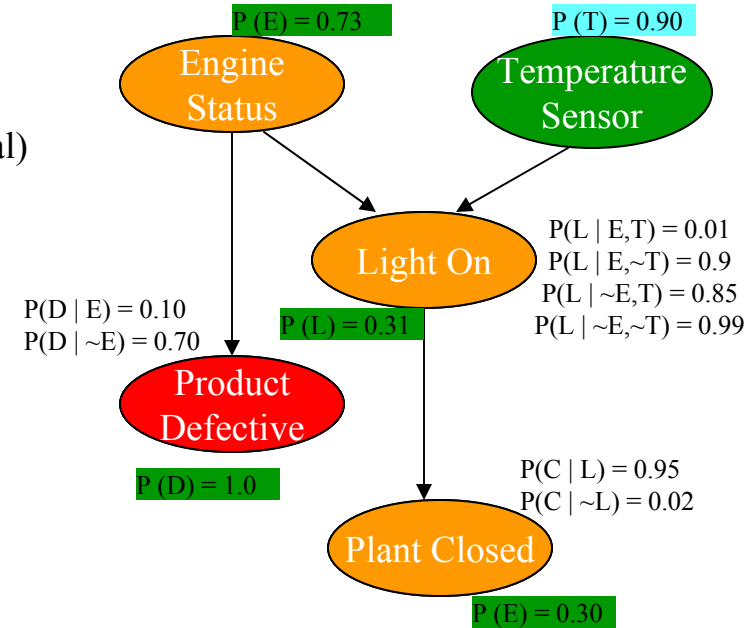 P (E) = 0.73
P (T) = 0.90
Engine
Status
Temperature
Sensor
al)
Light On
P(L | E,T) = 0.01
P(L | E,~T) = 0.9
P(L | ~E,T) = 0.85
P(L | ~E,~T) = 0.99
P (L) = 0.31
P(D | E) = 0.10
P(D | ~E) = 0.70
Product
Defective
P (D) = 1.0
P(C | L) = 0.95
P(C | ~L) = 0.02
Plant Closed
P (E) = 0.30